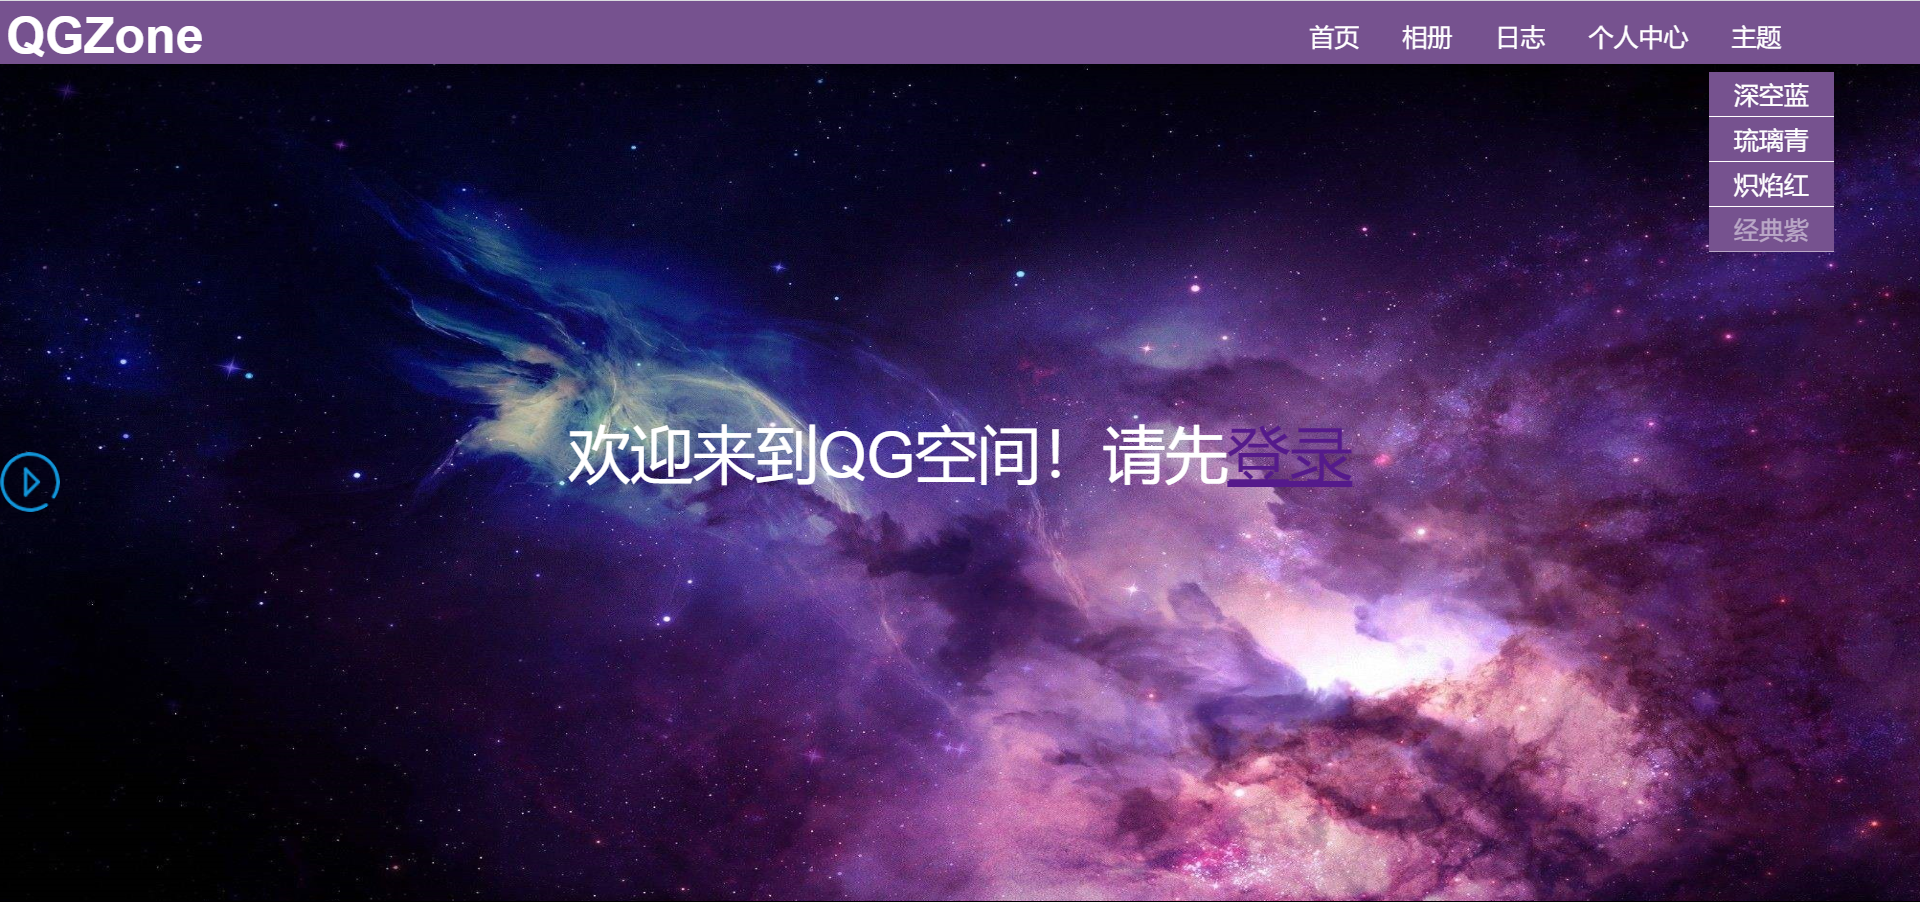 QGZone
首页 相册 日志 个人中心 主题
深空蓝
琉璃青
炽焰红
经典紫
欢迎来到QG空间！请先登录